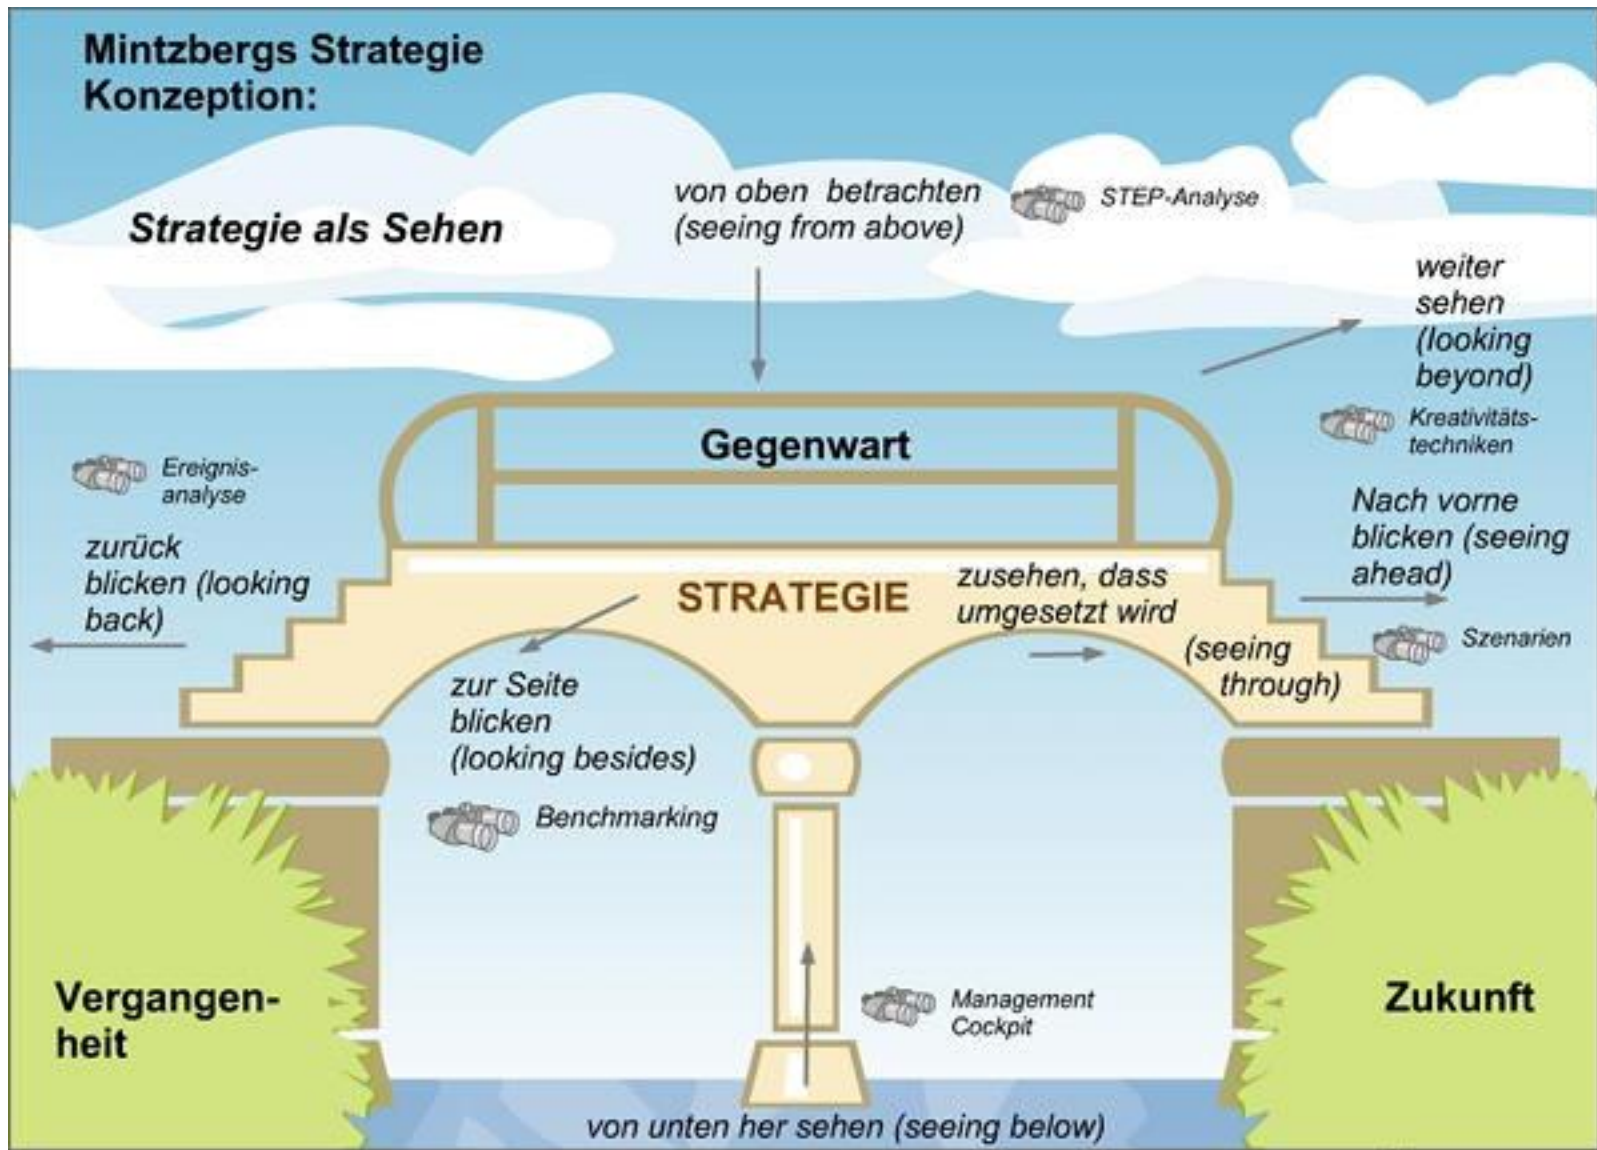 Mintzbergs Strategie
Konzeption:
Strategie als Sehen
von oben betrachten
(seeing from above)
STEP-Analyse
weiter
sehen
(looking
beyond)
Kreativitäts-
techniken
Gegenwart
Ereignis-
analyse
zurück
blicken (looking
back)
Nach vorne
blicken (seeing
ahead)
Szenarien
STRATEGIE
zusehen, dass
umgesetzt wird
(seeing
through)
zur Seite
blicken
(looking besides)
Benchmarking
Vergangen-
heit
Management
Cockpit
Zukunft
von unten her sehen (seeing below)